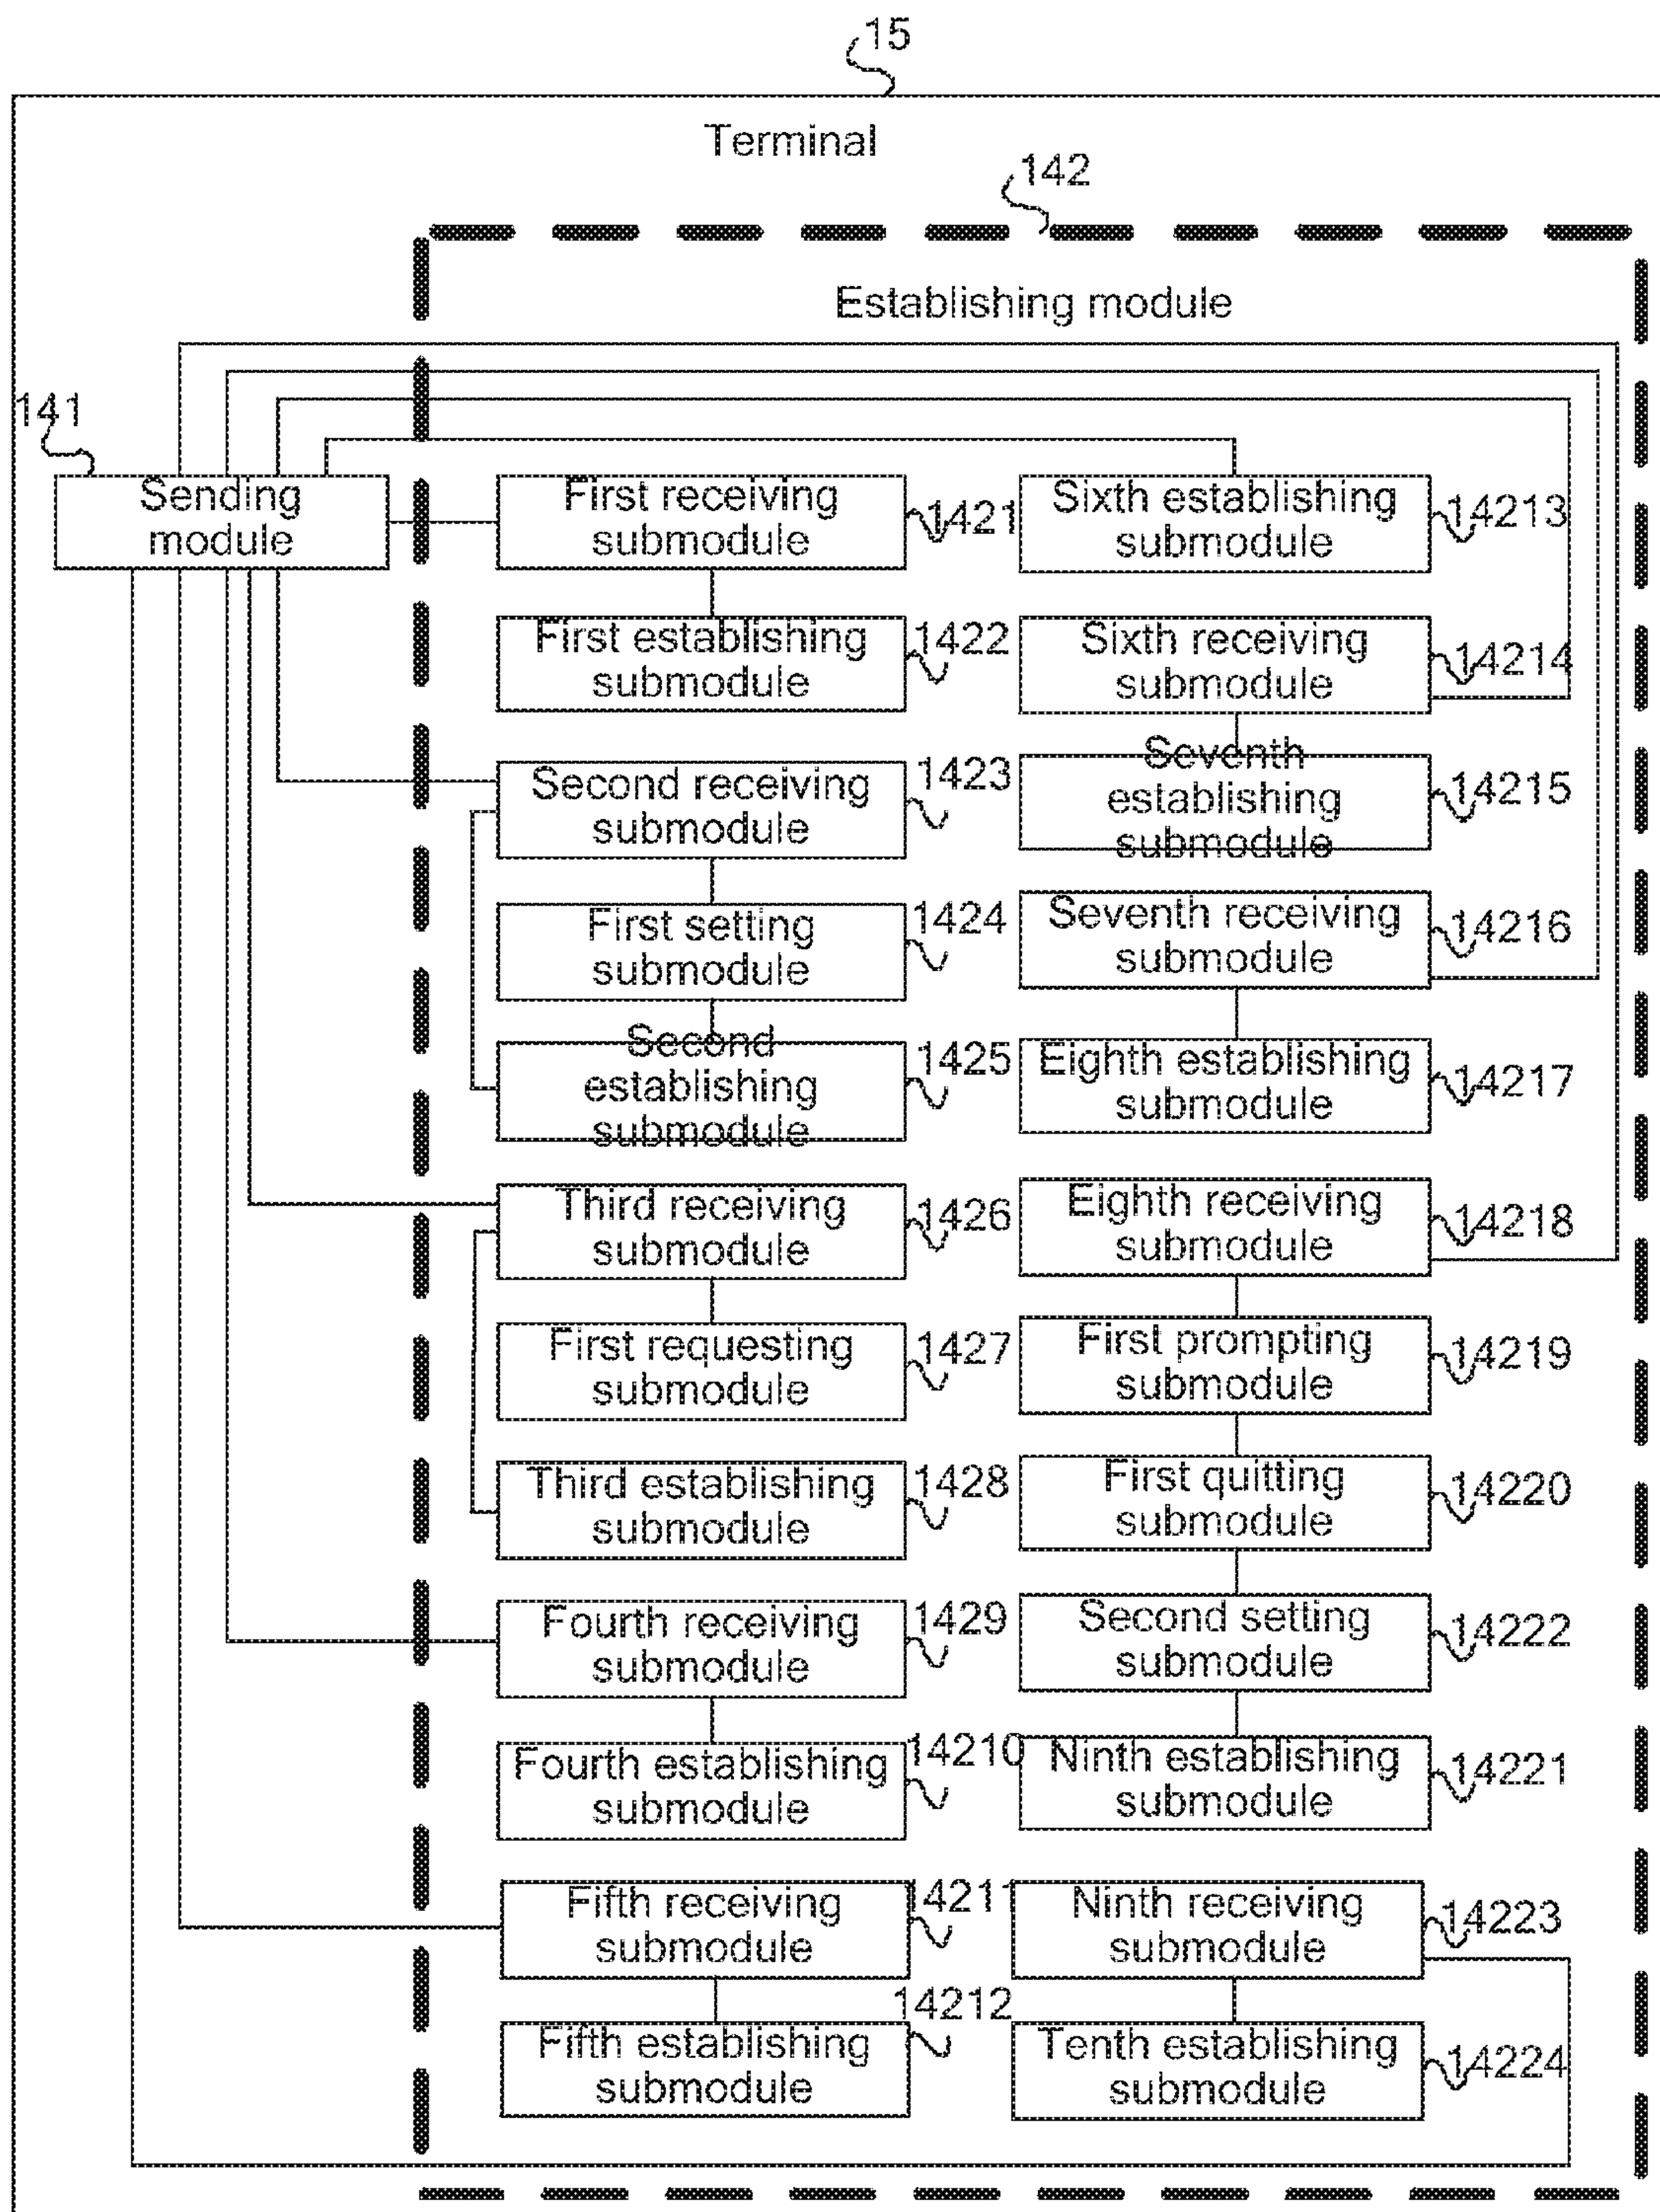 15
Terminal
142
Establishing module
141
Sending
module
First receiving
submodule
1421
Sixth establishing
submodule
14213
First establishing
submodule
1422
Sixth receiving
submodule
14214
Second receiving
submodule
1423
Seventh
establishing
submodule
14215
First setting
submodule
1424
Seventh receiving
submodule
14216
Second
establishing
submodule
1425
Eighth establishing
submodule
14217
Third receiving
submodule
1426
Eighth receiving
submodule
14218
First requesting
submodule
1427
First prompting
submodule
14219
Third establishing
submodule
1428
First quitting
submodule
14220
Fourth receiving
submodule
1429
Second setting
submodule
14222
Fourth establishing
submodule
14210
Ninth establishing
submodule
14221
Fifth receiving
submodule
14211
Ninth receiving
submodule
14223
Fifth establishing
submodule
14212
Tenth establishing
submodule
14224